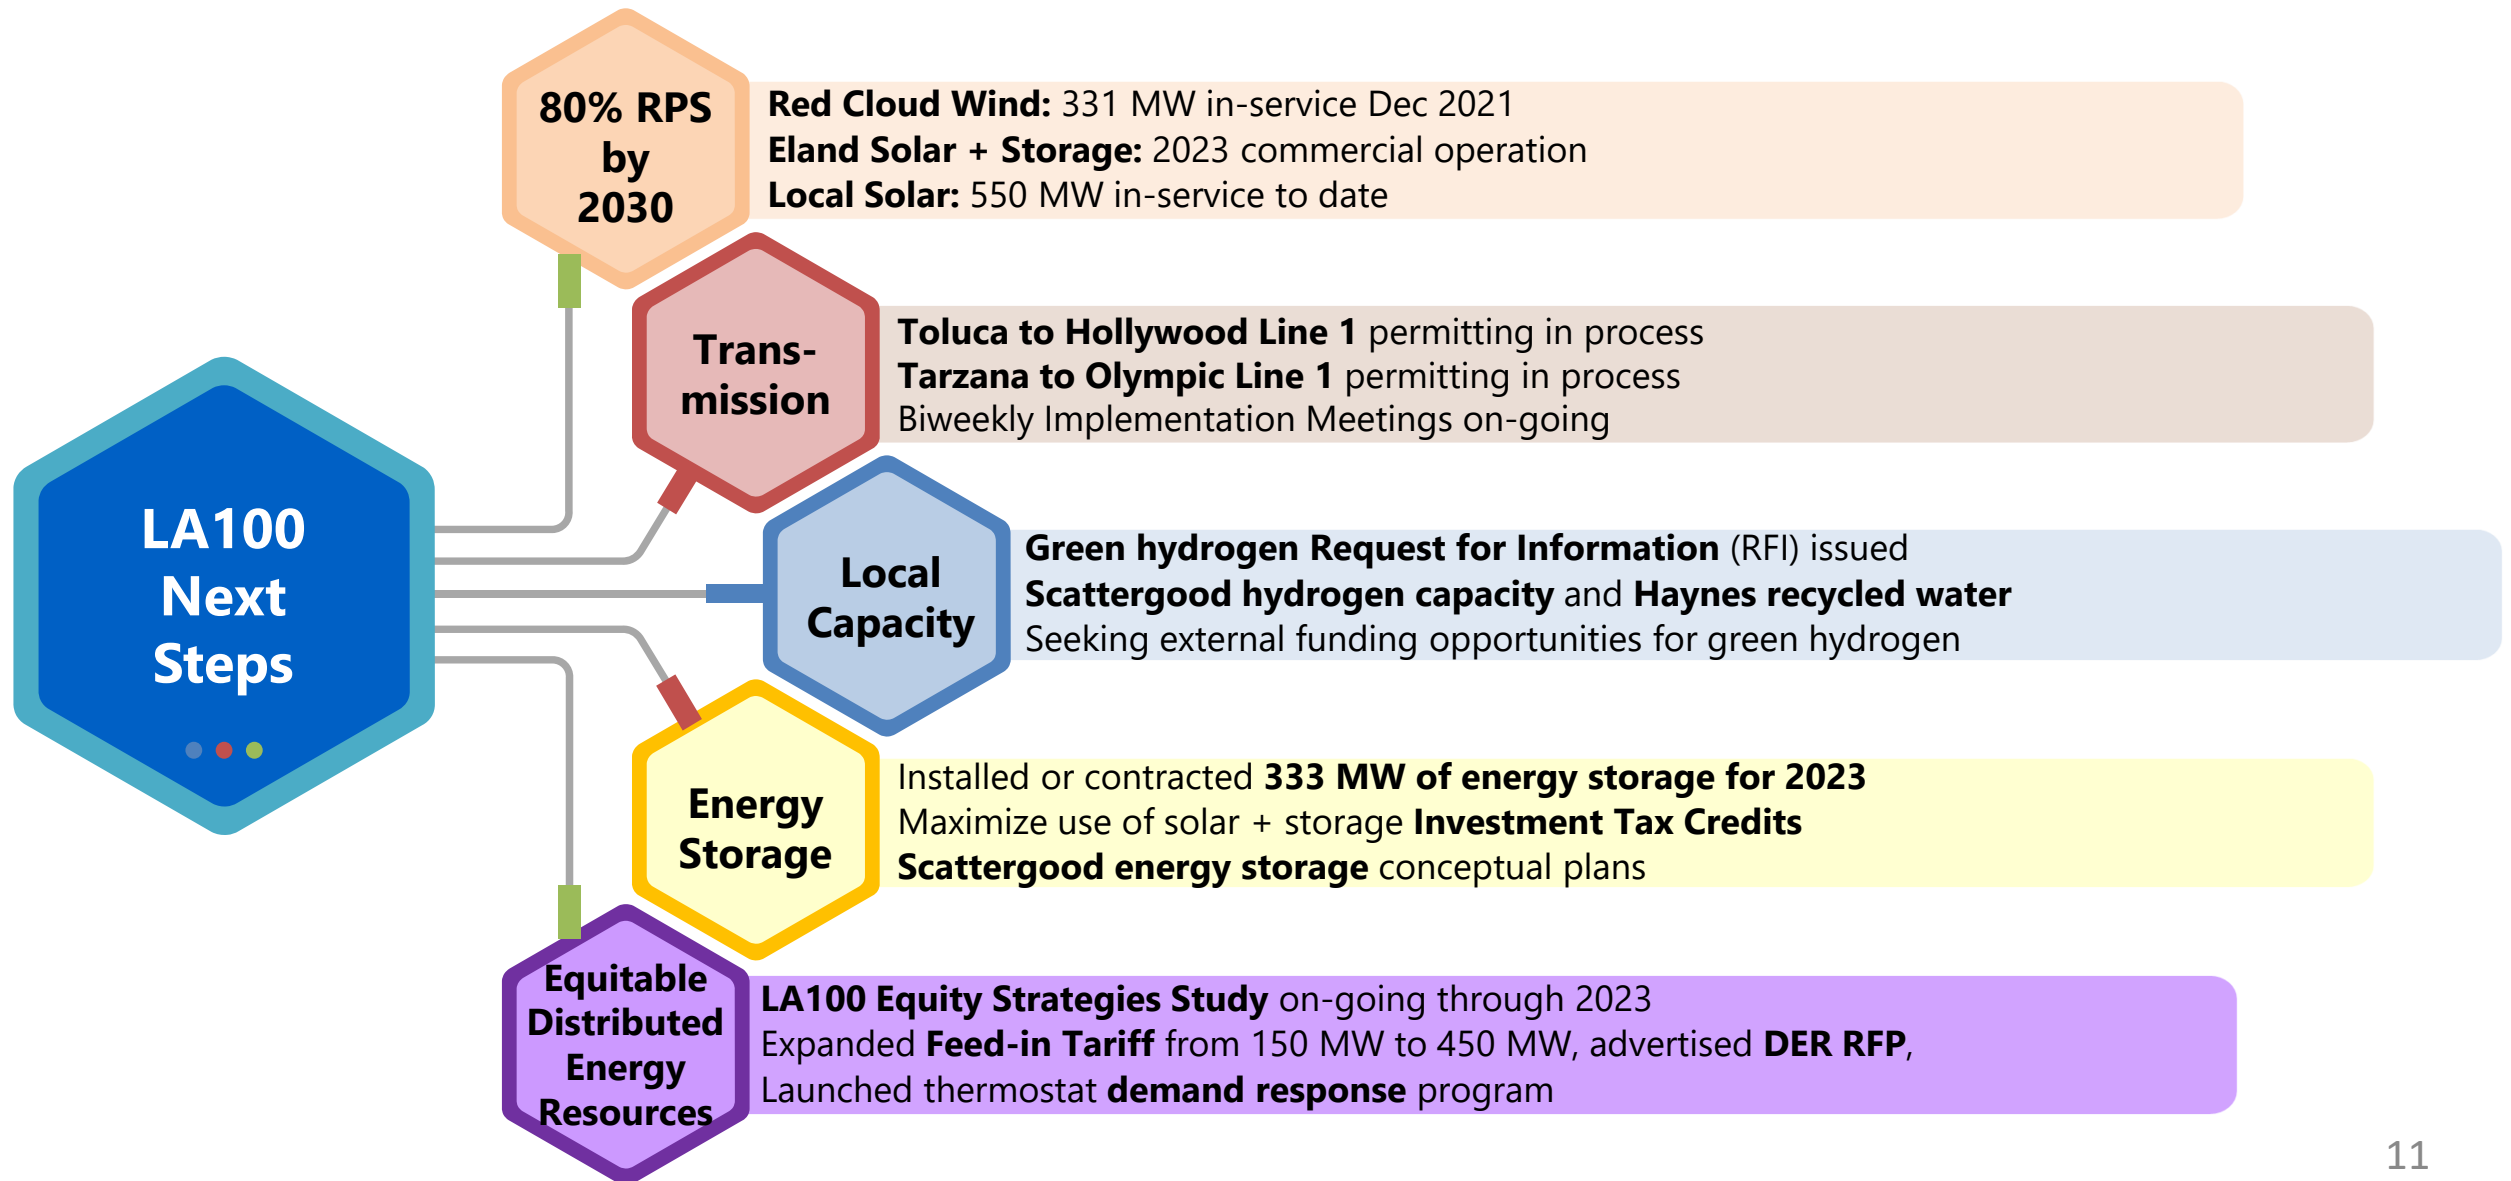 80% RPS
by
2030
Red Cloud Wind: 331 MW in-service Dec 2021
Eland Solar + Storage: 2023 commercial operation
Local Solar: 550 MW in-service to date
Trans-
mission
Toluca to Hollywood Line 1 permitting in process
Tarzana to Olympic Line 1 permitting in process
Biweekly Implementation Meetings on-going
LA100
Next
Steps
Local
Capacity
Green hydrogen Request for Information (RFI) issued
Scattergood hydrogen capacity and Haynes recycled water
Seeking external funding opportunities for green hydrogen
Energy
Storage
Installed or contracted 333 MW of energy storage for 2023
Maximize use of solar + storage Investment Tax Credits
Scattergood energy storage conceptual plans
Equitable
Distributed
Energy
Resources
LA100 Equity Strategies Study on-going through 2023
Expanded Feed-in Tariff from 150 MW to 450 MW, advertised DER RFP,
Launched thermostat demand response program
11